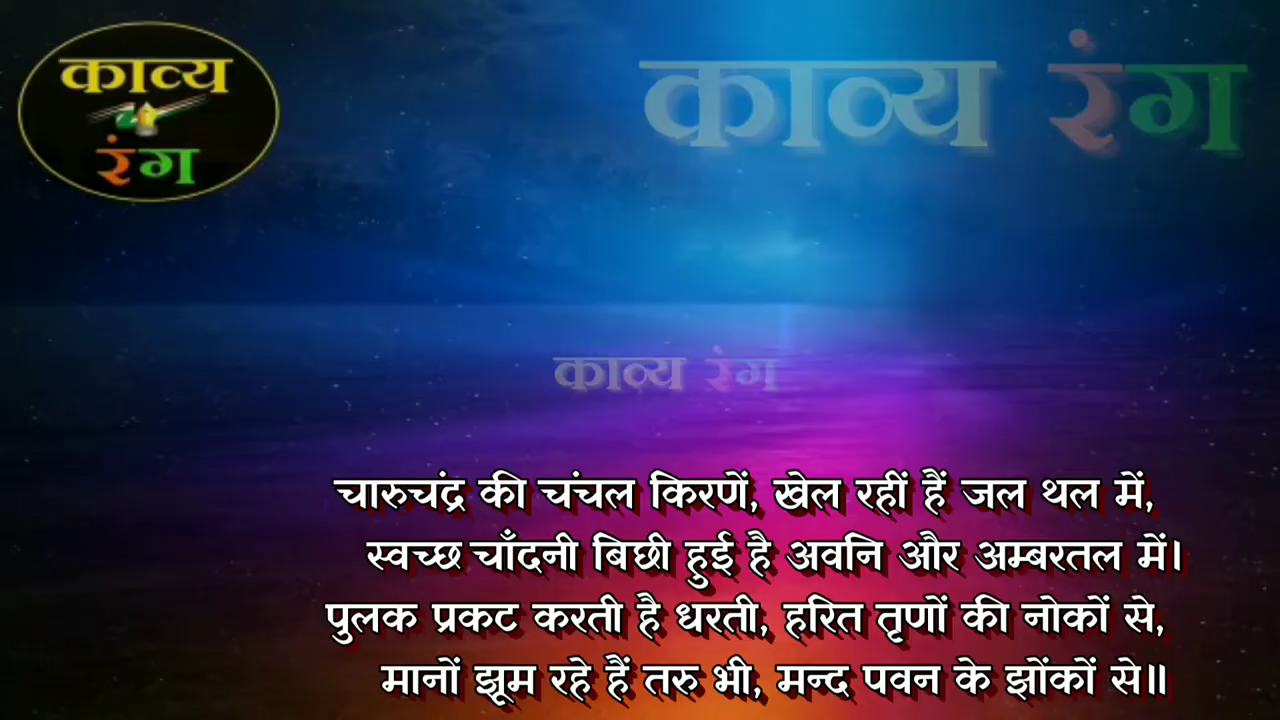 काव्य
रंग
काव्य रंग
काव्य रंग
चारुचंद्र की चंचल किरणें, खेल रहीं हैं जल थल में,
स्वच्छ चाँदनी बिछी हुई है अवनि और अम्बरतल में।
पुलक प्रकट करती है धरती, हरित तृणों की नोकों से,
मानों झूम रहे हैं तरु भी, मन्द पवन के झोंकों से॥